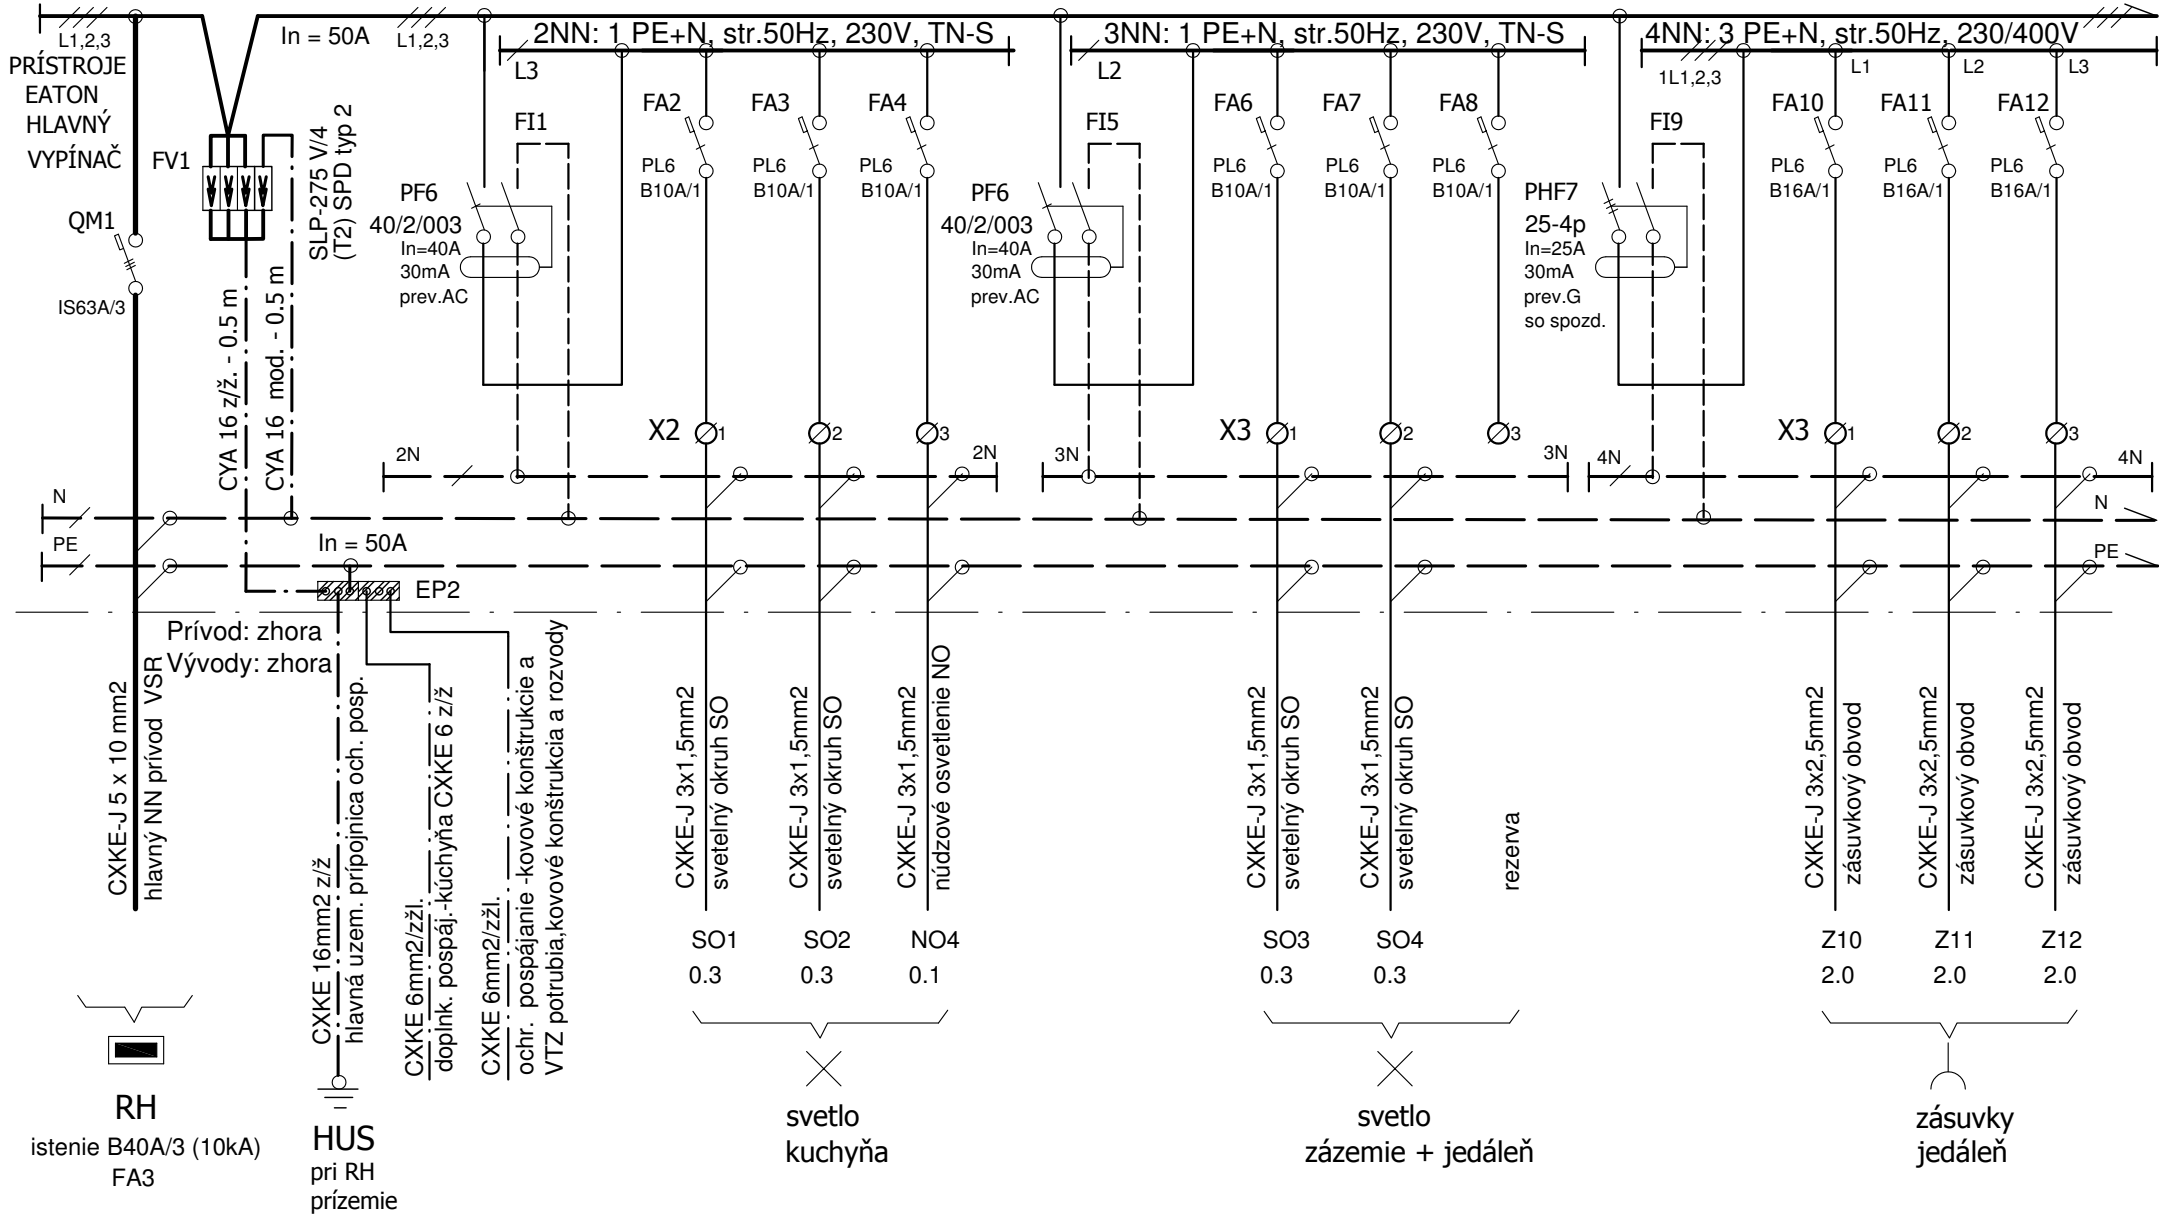 L1,2,3
In = 50A
L1,2,3
2NN: 1 PE+N, str.50Hz, 230V, TN-S
3NN: 1 PE+N, str.50Hz, 230V, TN-S
4NN: 3 PE+N, str.50Hz, 230/400V
PRÍSTROJE
EATON
HLAVNÝ
VYPÍNAČ
QM1
IS63A/3
FV1
SLP-275 V/4
(T2) SPD typ 2
CYA 16 z/ž. - 0.5 m
CYA 16 mod. - 0.5 m
L3
FI1
PF6
40/2/003
In=40A
30mA
prev.AC
FA2
PL6
B10A/1
FA3
PL6
B10A/1
FA4
PL6
B10A/1
L2
FI5
PF6
40/2/003
In=40A
30mA
prev.AC
FA6
PL6
B10A/1
FA7
PL6
B10A/1
FA8
PL6
B10A/1
1L1,2,3
FI9
PHF7
25-4p
In=25A
30mA
prev.G
so spozd.
L1
FA10
PL6
B16A/1
L2
FA11
PL6
B16A/1
L3
FA12
PL6
B16A/1
X2
1
2
3
X3
1
2
3
X3
1
2
3
2N
2N
3N
3N
4N
4N
N
N
PE
PE
In = 50A
EP2
Prívod: zhora
Vývody: zhora
CXKE-J 5 x 10 mm2
hlavný NN prívod VSR
CXKE 16mm2 z/ž
hlavná uzem. prípojnica och. posp.
CXKE 6mm2/zžl.
doplnk. pospáj.-kúchyňa CXKE 6 z/ž
CXKE 6mm2/zžl.
ochr. pospájanie -kovové konštrukcie a
VTZ potrubia,kovové konštrukcia a rozvody
CXKE-J 3x1,5mm2
svetelný okruh SO
CXKE-J 3x1,5mm2
svetelný okruh SO
CXKE-J 3x1,5mm2
núdzové osvetlenie NO
CXKE-J 3x1,5mm2
svetelný okruh SO
CXKE-J 3x1,5mm2
svetelný okruh SO
rezerva
CXKE-J 3x2,5mm2
zásuvkový obvod
CXKE-J 3x2,5mm2
zásuvkový obvod
CXKE-J 3x2,5mm2
zásuvkový obvod
SO1
SO2
NO4
SO3
SO4
Z10
Z11
Z12
0.3
0.3
0.1
0.3
0.3
2.0
2.0
2.0
RH
istenie B40A/3 (10kA)
FA3
HUS
pri RH
prízemie
svetlo
kuchyňa
svetlo
zázemie + jedáleň
zásuvky
jedáleň